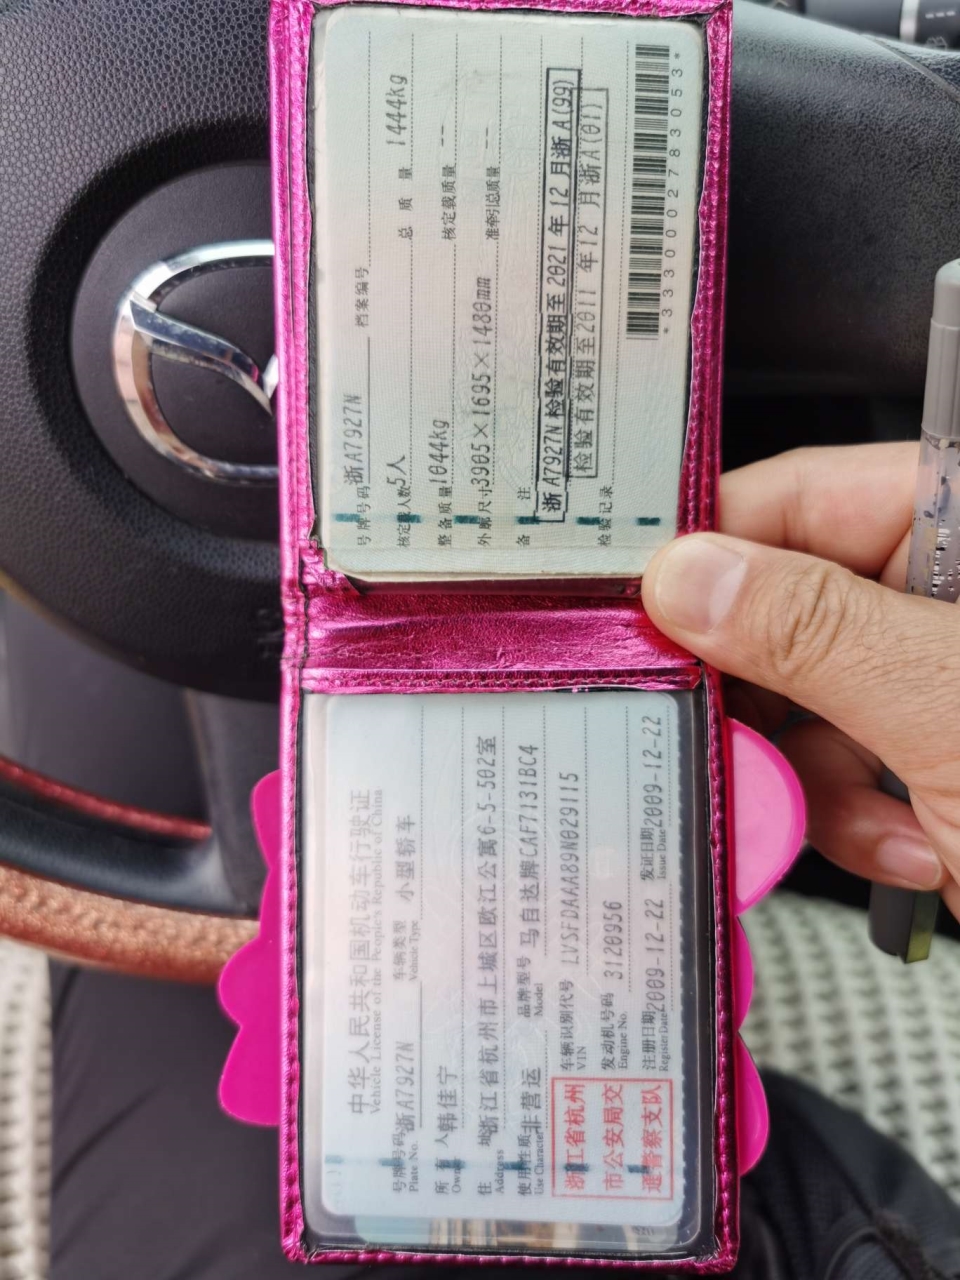 中华人民共和国机动车行驶证
Vehicle License of the People's Republic of China
号牌号码 浙A7927N 车辆类型 小型轿车
Plate No. Vehicle Type
所有人 韩佳宁
Owner
住址 浙江省杭州市上城区欧江公寓6-5-502室
Address
使用性质 非营运 品牌型号 马自达牌CAF7131BC4
Use Character Model
浙江省杭州
市公安局交
通警察支队
车辆识别代号 LVSFDAAA89N029115
VIN
发动机号码 3120956
Engine No.
注册日期 2009-12-22 发证日期 2009-12-22
Register Date Issue Date
号牌号码 浙A7927N 档案编号
核定载人数 5人 总质量 1444kg
整备质量 1044kg 核定载质量 --
外廓尺寸 3905×1695×1480mm 准牵引总质量 --
备注
浙A7927N 检验有效期至2021年12月浙A(99)
检验有效期至2011年12月浙A(011)
检验记录
*3330002783053*